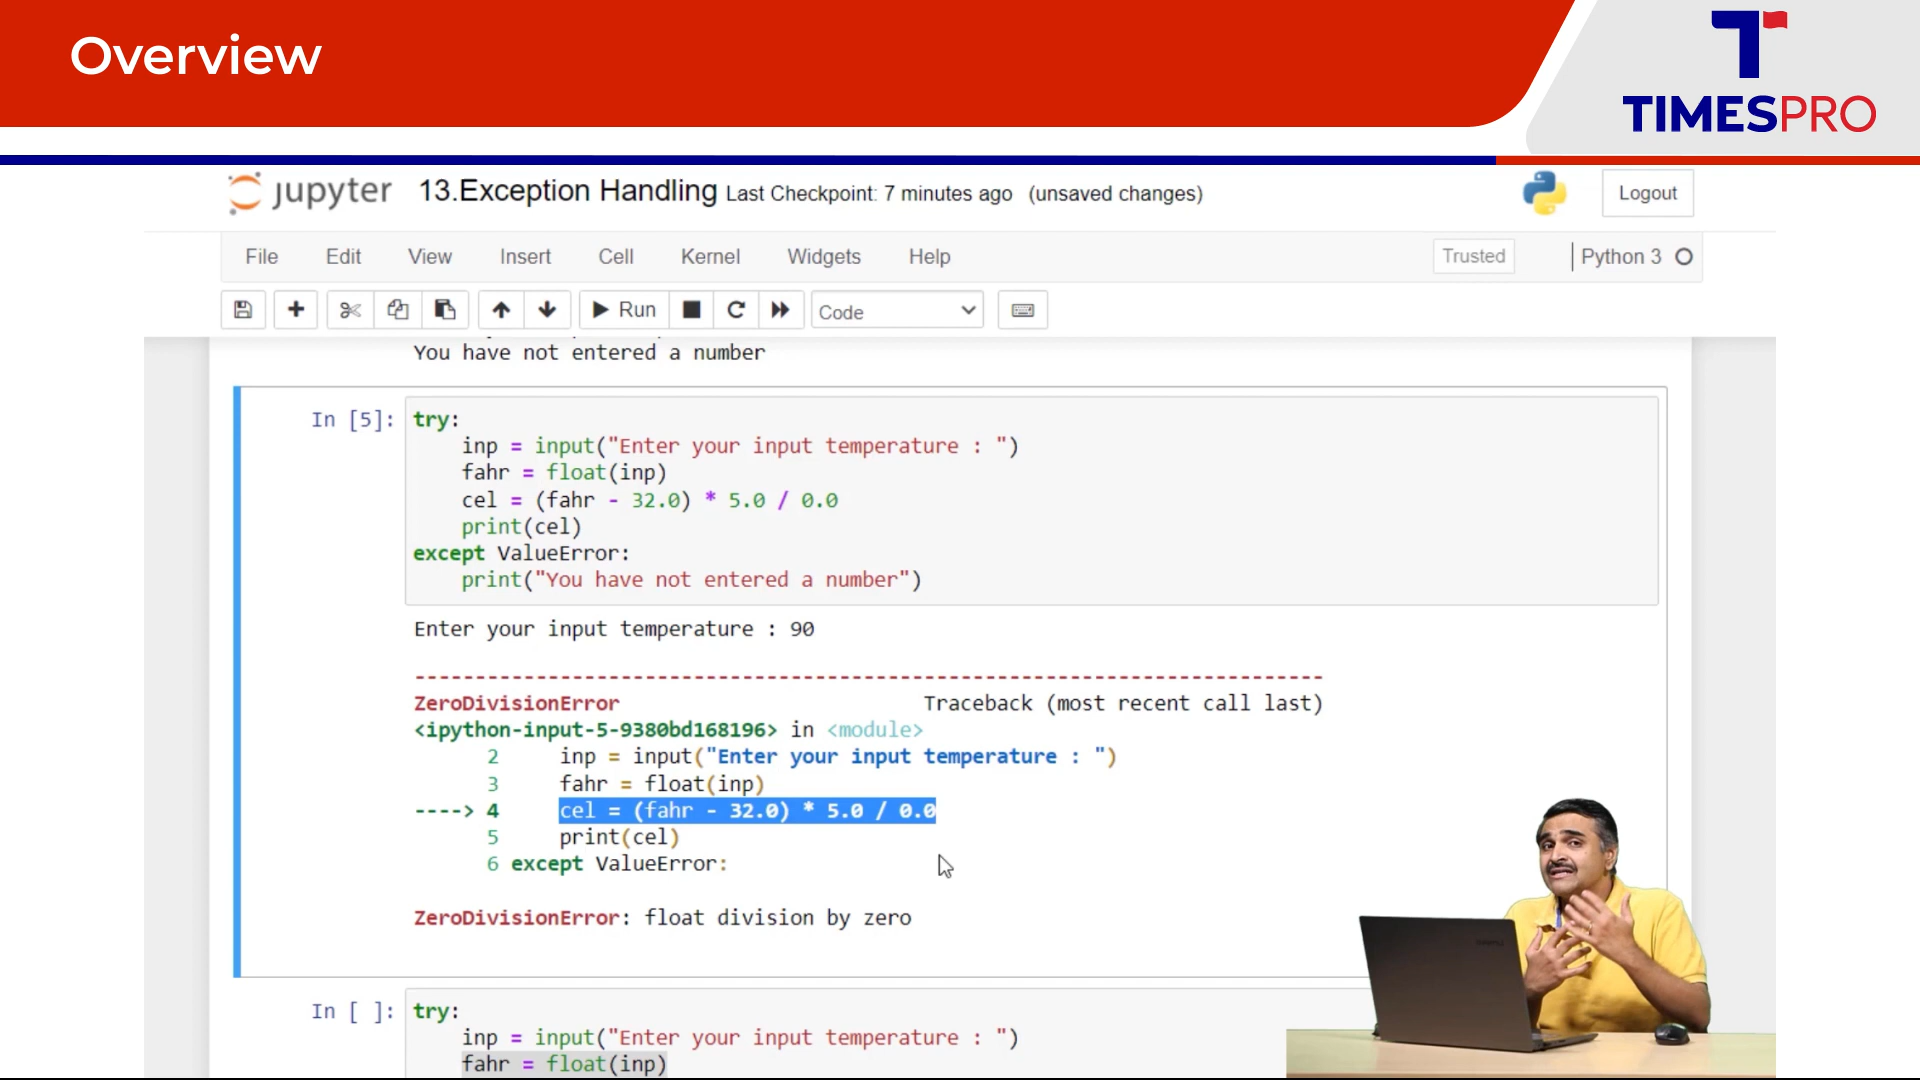 Overview
TIMESPRO
jupyter 13.Exception Handling Last Checkpoint: 7 minutes ago (unsaved changes)
Logout
File Edit View Insert Cell Kernel Widgets Help Trusted Python 3
Run Code
You have not entered a number
In [5]: try:
inp = input("Enter your input temperature : ")
fahr = float(inp)
cel = (fahr - 32.0) * 5.0 / 0.0
print(cel)
except ValueError:
print("You have not entered a number")
Enter your input temperature : 90
---------------------------------------------------------------------------
ZeroDivisionError Traceback (most recent call last)
<ipython-input-5-9380bd168196> in <module>
2 inp = input("Enter your input temperature : ")
3 fahr = float(inp)
----> 4 cel = (fahr - 32.0) * 5.0 / 0.0
5 print(cel)
6 except ValueError:
ZeroDivisionError: float division by zero
In [ ]: try:
inp = input("Enter your input temperature : ")
fahr = float(inp)